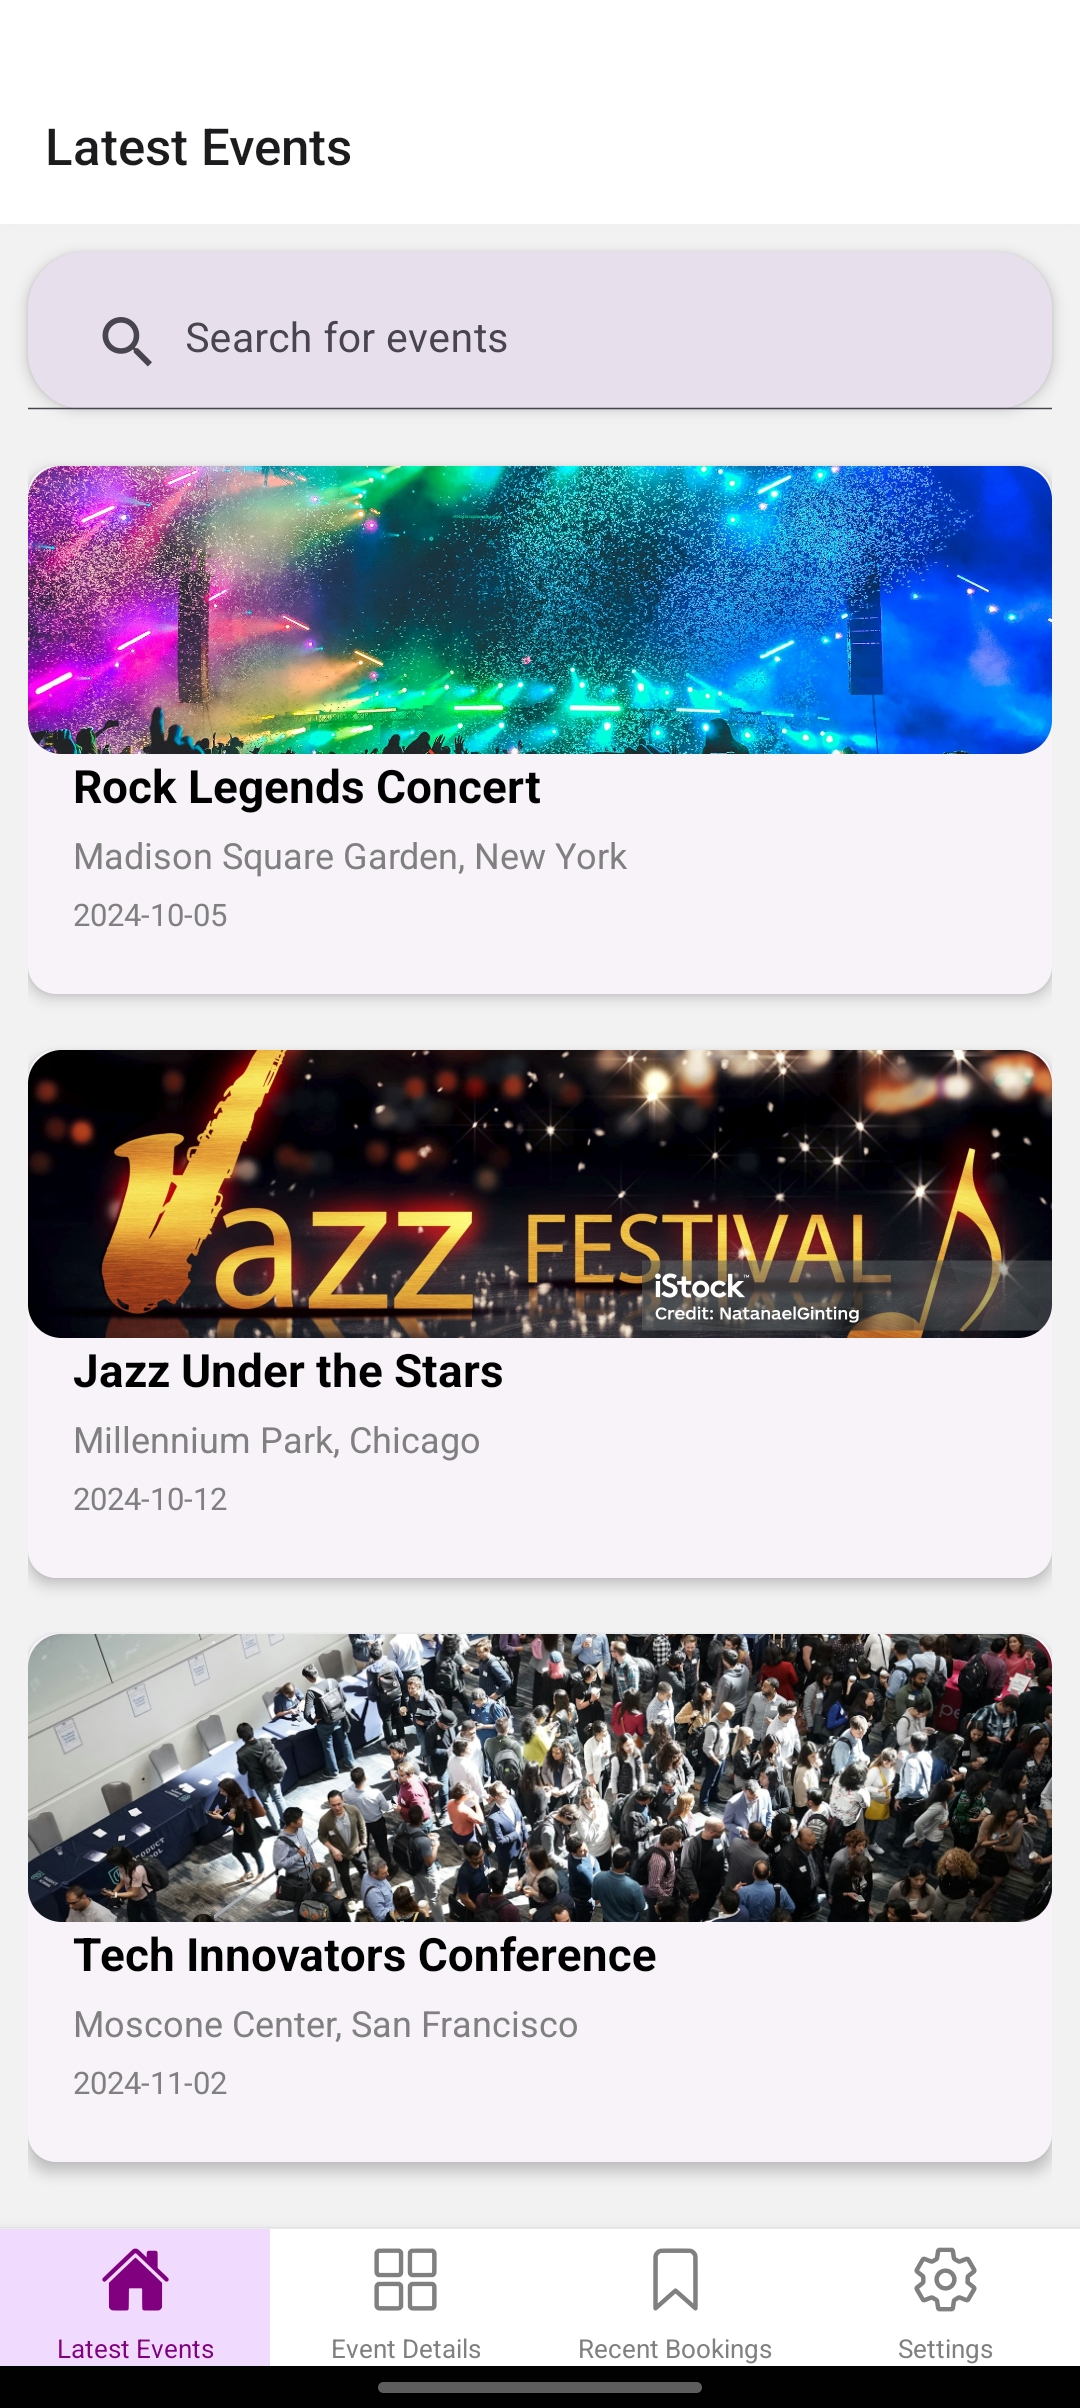 Latest Events
Search for events
Rock Legends Concert
Madison Square Garden, New York
2024-10-05
Jazz FESTIVAL
iStock™
Credit: NatanaelGinting
Jazz Under the Stars
Millennium Park, Chicago
2024-10-12
Tech Innovators Conference
Moscone Center, San Francisco
2024-11-02
Latest Events
Event Details
Recent Bookings
Settings